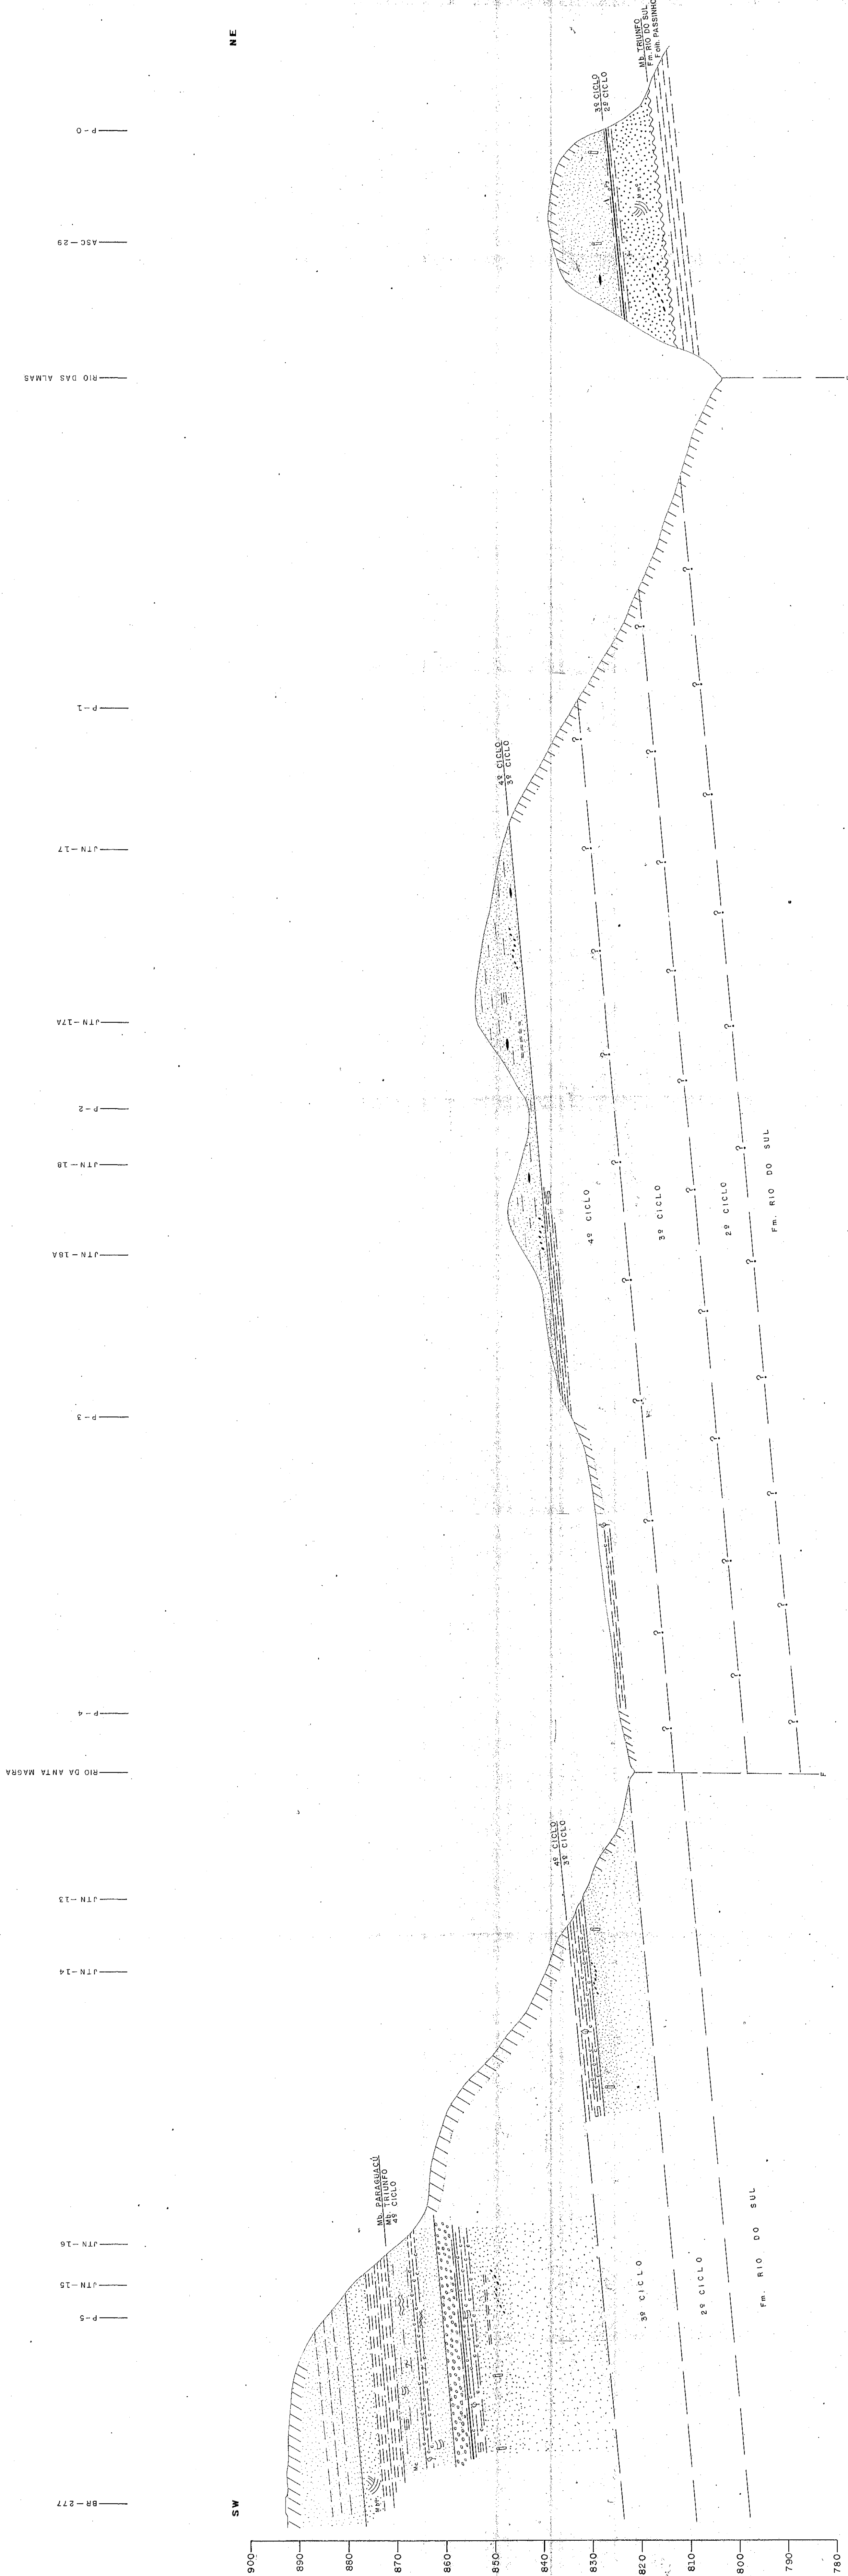 NE
P-0
ASC-29
RIO DAS ALMAS
P-1
JTN-17
JTN-17A
P-2
JTN-18
JTN-18A
P-3
P-4
RIO DA ANTA MAGRA
JTN-13
JTN-14
JTN-16
JTN-15
P-5
BR-277
SW
Mb. TRIUNFO
Fm. RIO DO SUL
Folh. PASSINHO
3º CICLO
2º CICLO
4º CICLO
3º CICLO
4º CICLO
3º CICLO
2º CICLO
Fm. RIO DO SUL
F
4º CICLO
3º CICLO
Mb. PARAGUAÇÚ
Mb. TRIUNFO
4º CICLO
Mc
3º CICLO
2º CICLO
Fm. RIO DO SUL
900
890
880
870
860
850
840
830
820
810
800
790
780